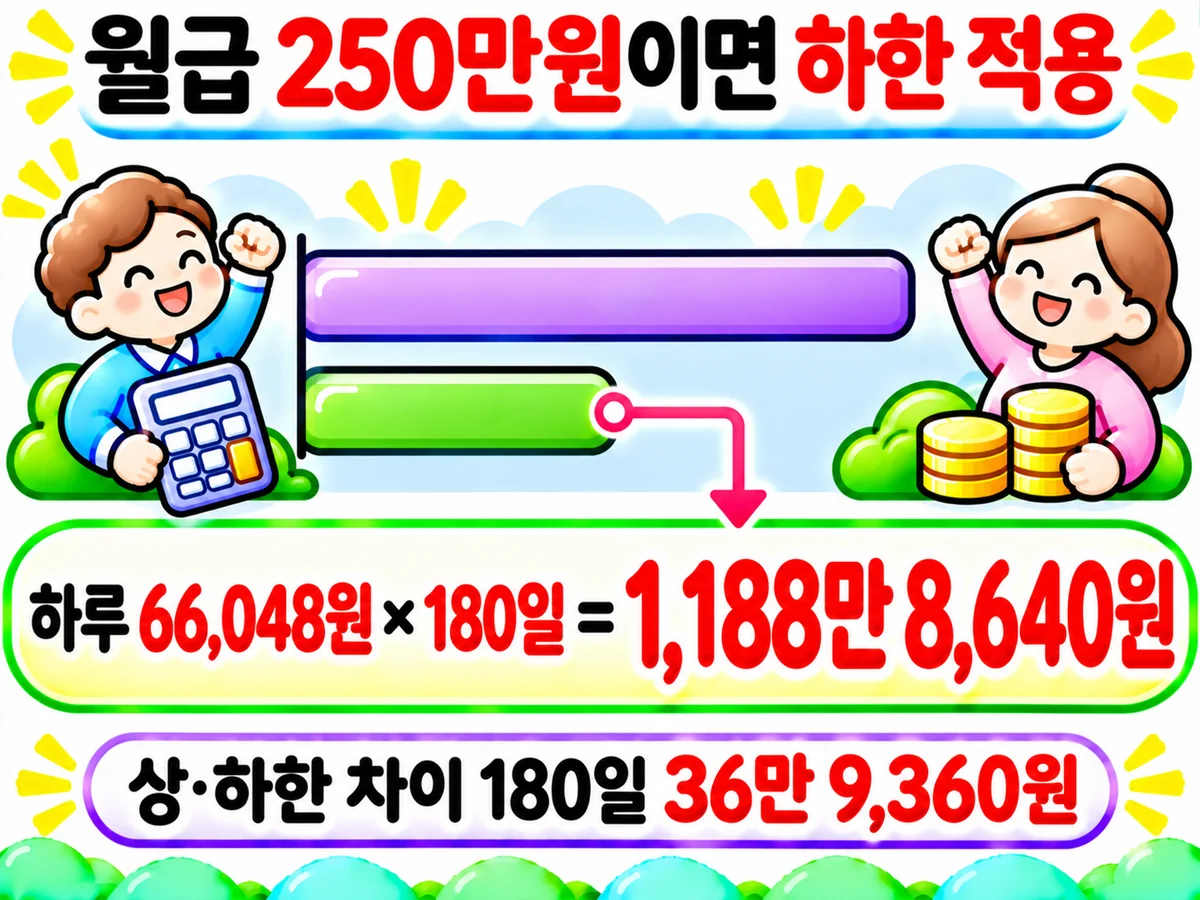 월급 250만원이면 하한 적용
하루 66,048원 × 180일 = 1,188만 8,640원
상·하한 차이 180일 36만 9,360원